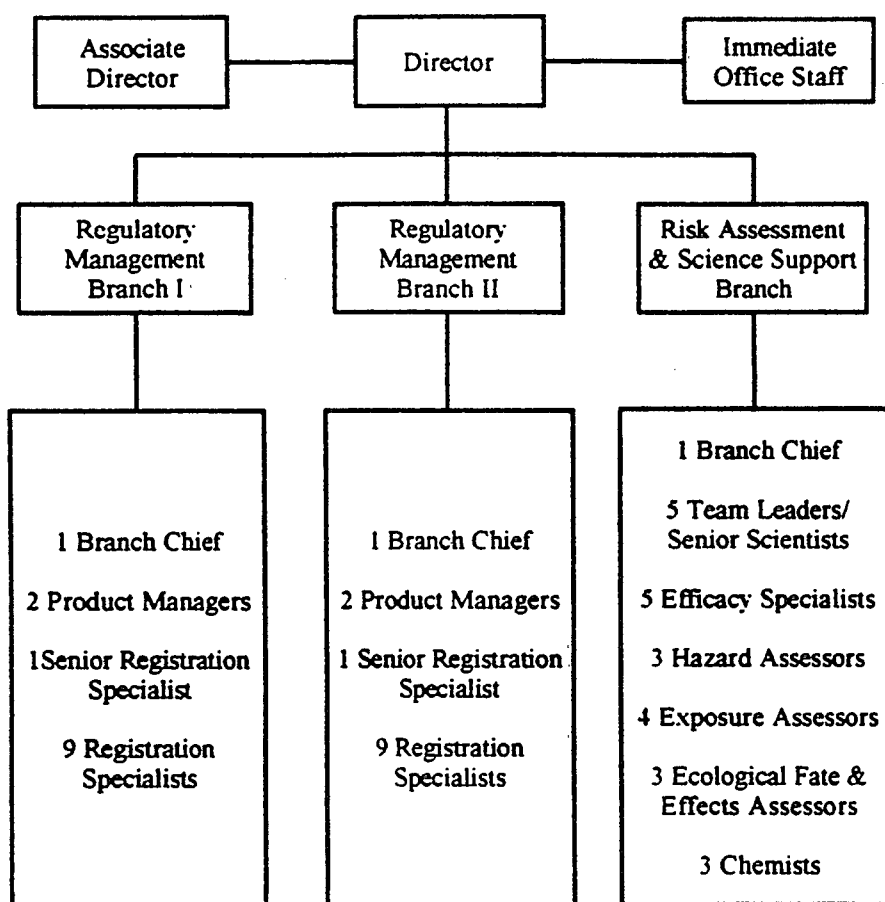 Associate
Director
Director
Immediate
Office Staff
Regulatory
Management
Branch I
Regulatory
Management
Branch II
Risk Assessment
& Science Support
Branch
1 Branch Chief
2 Product Managers
1Senior Registration
Specialist
9 Registration
Specialists
1 Branch Chief
2 Product Managers
1 Senior Registration
Specialist
9 Registration
Specialists
1 Branch Chief
5 Team Leaders/
Senior Scientists
5 Efficacy Specialists
3 Hazard Assessors
4 Exposure Assessors
3 Ecological Fate &
Effects Assessors
3 Chemists